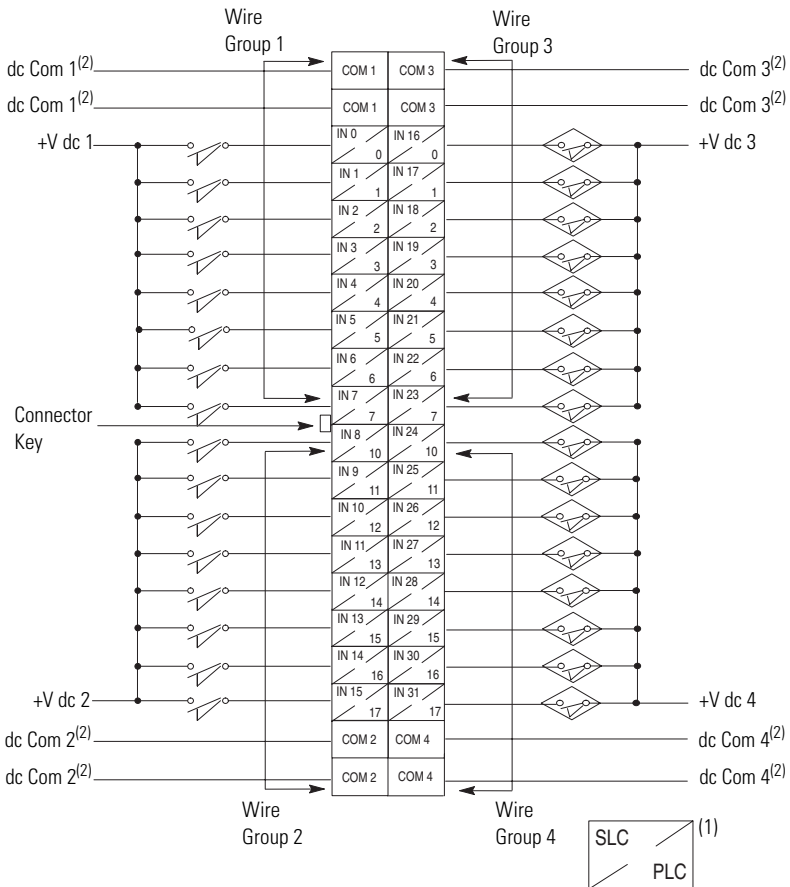 Wire
Group 1
Wire
Group 3
dc Com 1(2) COM 1 COM 3 dc Com 3(2)
dc Com 1(2) COM 1 COM 3 dc Com 3(2)
+V dc 1 IN 0 0 IN 16 0 +V dc 3
IN 1 1 IN 17 1
IN 2 2 IN 18 2
IN 3 3 IN 19 3
IN 4 4 IN 20 4
IN 5 5 IN 21 5
IN 6 6 IN 22 6
IN 7 7 IN 23 7
Connector
Key
IN 8 10 IN 24 10
IN 9 11 IN 25 11
IN 10 12 IN 26 12
IN 11 13 IN 27 13
IN 12 14 IN 28 14
IN 13 15 IN 29 15
IN 14 16 IN 30 16
+V dc 2 IN 15 17 IN 31 17 +V dc 4
dc Com 2(2) COM 2 COM 4 dc Com 4(2)
dc Com 2(2) COM 2 COM 4 dc Com 4(2)
Wire
Group 2
Wire
Group 4
SLC (1)
PLC